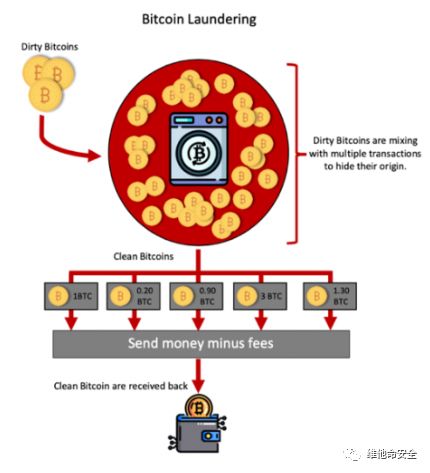 Bitcoin Laundering
Dirty Bitcoins
Dirty Bitcoins are mixing
with multiple transactions
to hide their origin.
Clean Bitcoins
1BTC
0.20
BTC
0.90
BTC
3 BTC
1.30
BTC
Send money minus fees
Clean Bitcoin are received back
维他命安全